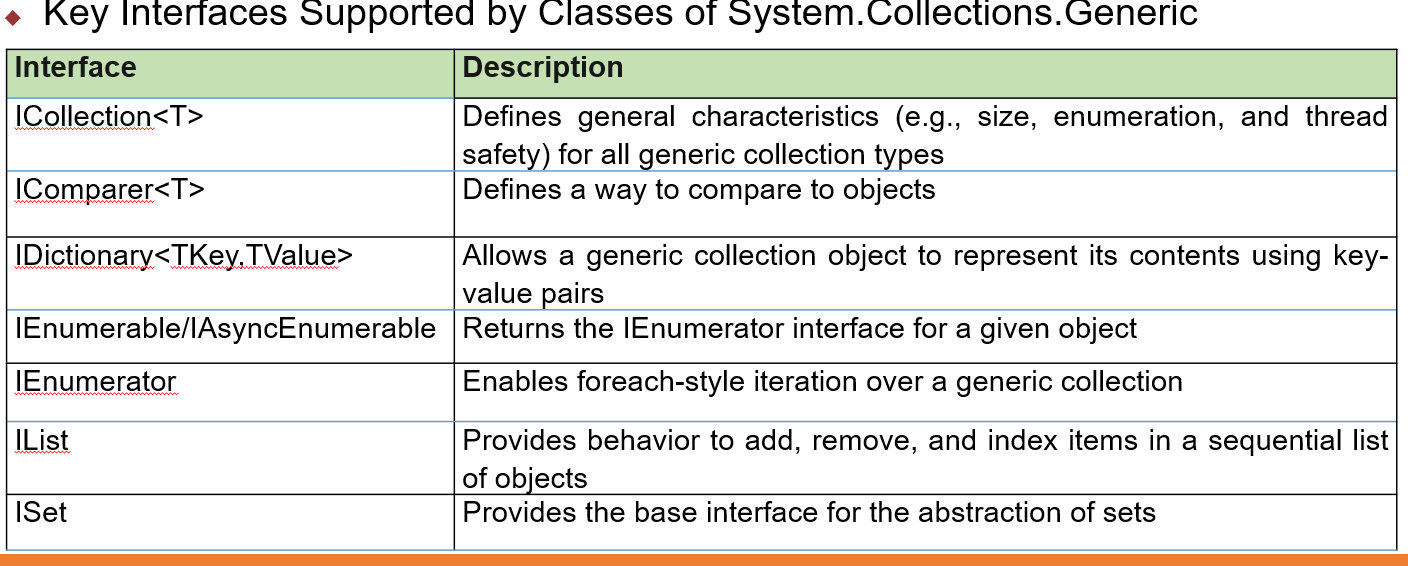 ◆ Key Interfaces Supported by Classes of System.Collections.Generic
Interface Description
ICollection<T> Defines general characteristics (e.g., size, enumeration, and thread
safety) for all generic collection types
IComparer<T> Defines a way to compare to objects
IDictionary<TKey,TValue> Allows a generic collection object to represent its contents using key-
value pairs
IEnumerable/IAsyncEnumerable Returns the IEnumerator interface for a given object
IEnumerator Enables foreach-style iteration over a generic collection
IList Provides behavior to add, remove, and index items in a sequential list
of objects
ISet Provides the base interface for the abstraction of sets